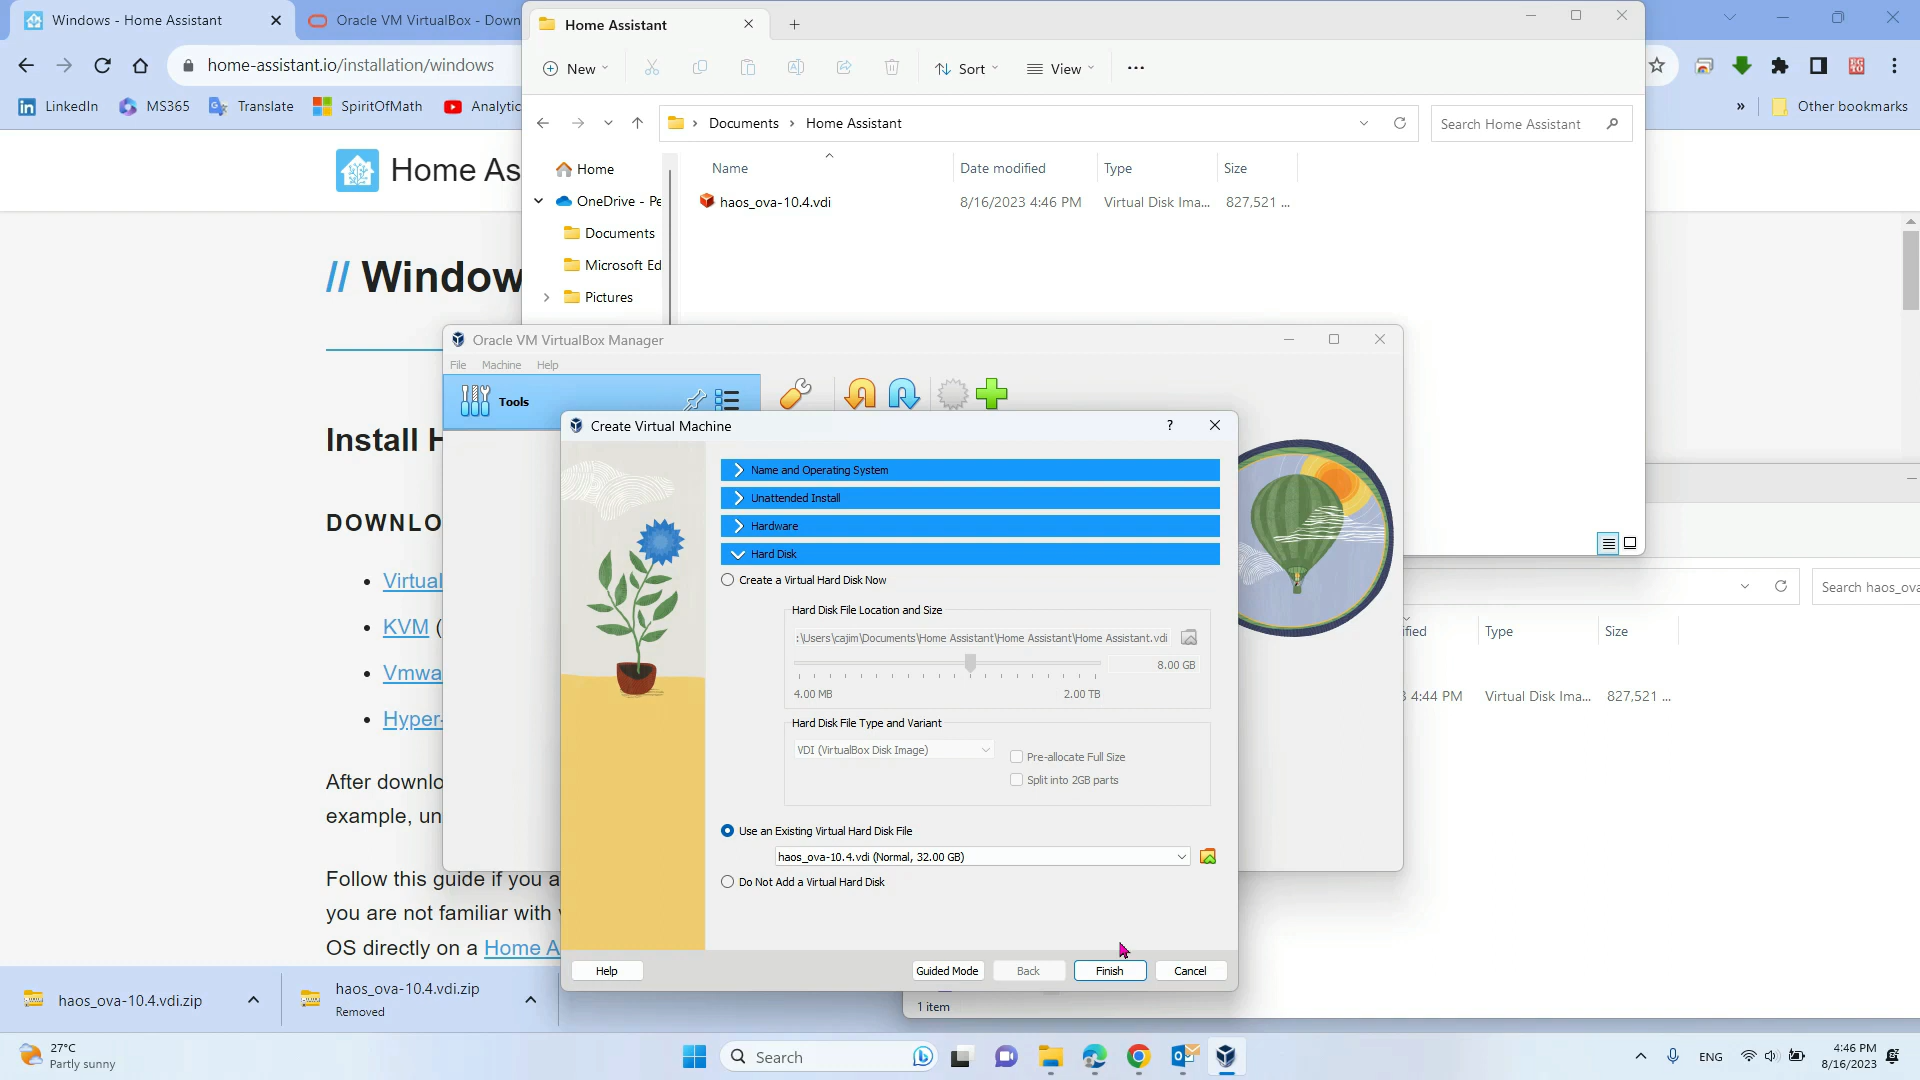 Windows - Home Assistant
Oracle VM VirtualBox - Down
Home Assistant
home-assistant.io/installation/windows
New
Sort
View
LinkedIn
MS365
Translate
SpiritOfMath
Analytic
Other bookmarks
Documents
Home Assistant
Search Home Assistant
Home As
Home
Name
Date modified
Type
Size
OneDrive - Pe
haos_ova-10.4.vdi
8/16/2023 4:46 PM
Virtual Disk Ima...
827,521 ...
Documents
Microsoft Ed
Pictures
// Window
Oracle VM VirtualBox Manager
File
Machine
Help
Tools
Create Virtual Machine
?
Install H
Name and Operating System
Unattended Install
Hardware
Hard Disk
DOWNLO
Virtual
KVM (
Vmwa
Hyper-
Create a Virtual Hard Disk Now
Hard Disk File Location and Size
:\Users\cajim\Documents\Home Assistant\Home Assistant\Home Assistant.vdi
8.00 GB
4.00 MB
2.00 TB
Hard Disk File Type and Variant
VDI (VirtualBox Disk Image)
Pre-allocate Full Size
Split into 2GB parts
Search haos_ova
ified
Type
Size
3 4:44 PM
Virtual Disk Ima...
827,521 ...
After downlo
example, un
Use an Existing Virtual Hard Disk File
haos_ova-10.4.vdi (Normal, 32.00 GB)
Do Not Add a Virtual Hard Disk
Follow this guide if you a
you are not familiar with
OS directly on a Home A
Help
Guided Mode
Back
Finish
Cancel
haos_ova-10.4.vdi.zip
haos_ova-10.4.vdi.zip
Removed
1 item
27°C
Partly sunny
Search
ENG
4:46 PM
8/16/2023